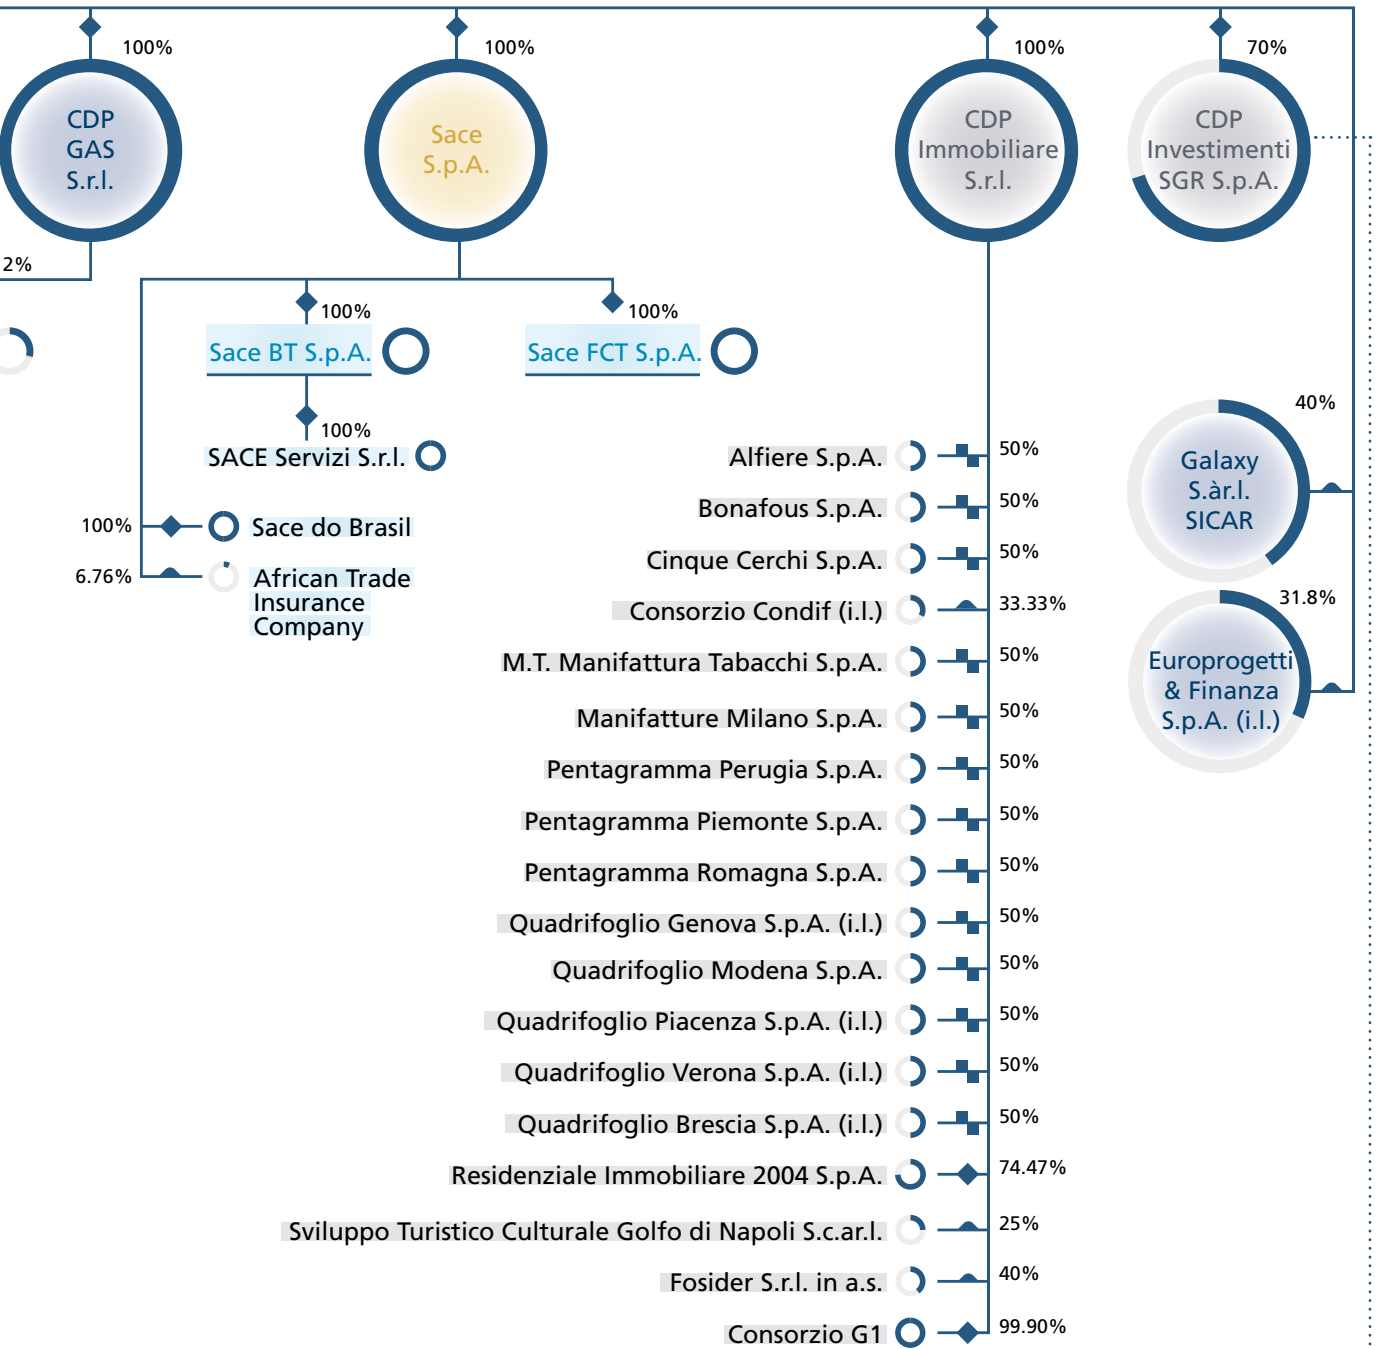 100%
100%
100%
70%
CDP
GAS
S.r.l.
Sace
S.p.A.
CDP
Immobiliare
S.r.l.
CDP
Investimenti
SGR S.p.A.
2%
100%
100%
Sace BT S.p.A.
Sace FCT S.p.A.
100%
SACE Servizi S.r.l.
100%
Sace do Brasil
6.76%
African Trade
Insurance
Company
40%
Galaxy
S.àr.l.
SICAR
31.8%
Europrogetti
& Finanza
S.p.A. (i.l.)
Alfiere S.p.A. 50%
Bonafous S.p.A. 50%
Cinque Cerchi S.p.A. 50%
Consorzio Condif (i.l.) 33.33%
M.T. Manifattura Tabacchi S.p.A. 50%
Manifatture Milano S.p.A. 50%
Pentagramma Perugia S.p.A. 50%
Pentagramma Piemonte S.p.A. 50%
Pentagramma Romagna S.p.A. 50%
Quadrifoglio Genova S.p.A. (i.l.) 50%
Quadrifoglio Modena S.p.A. 50%
Quadrifoglio Piacenza S.p.A. (i.l.) 50%
Quadrifoglio Verona S.p.A. (i.l.) 50%
Quadrifoglio Brescia S.p.A. (i.l.) 50%
Residenziale Immobiliare 2004 S.p.A. 74.47%
Sviluppo Turistico Culturale Golfo di Napoli S.c.ar.l. 25%
Fosider S.r.l. in a.s. 40%
Consorzio G1 99.90%